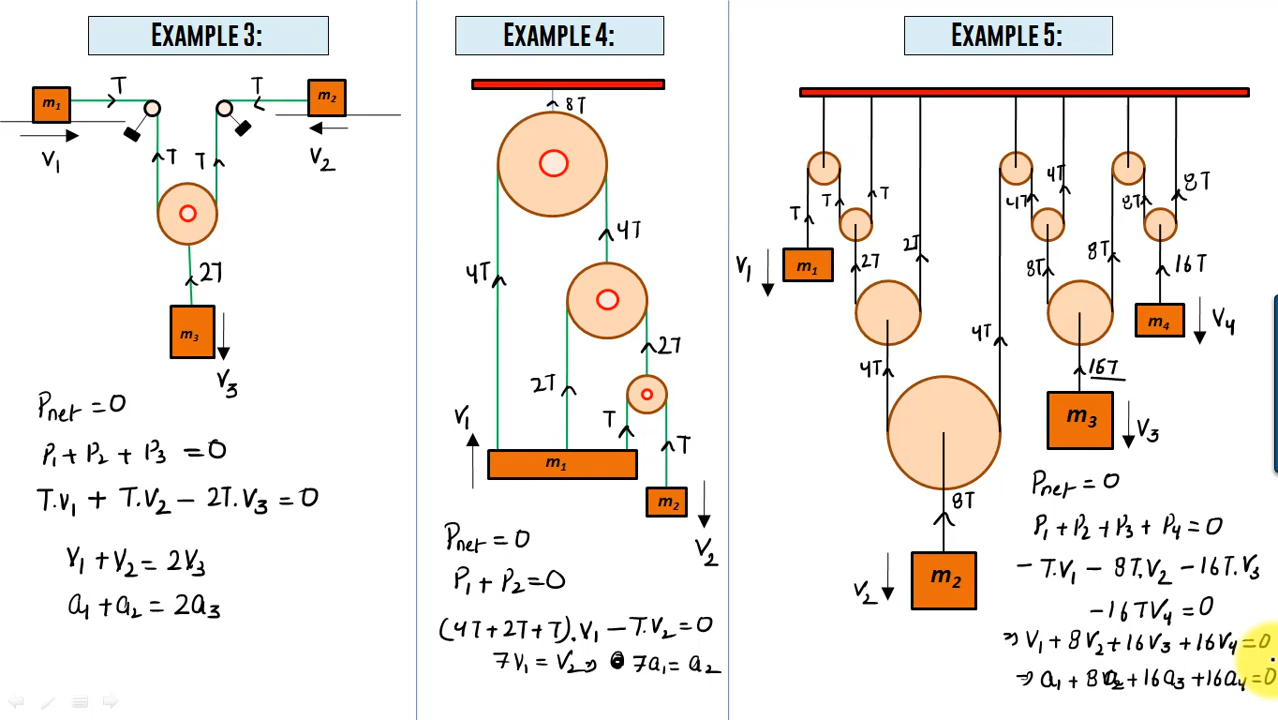 EXAMPLE 3:
m1
T
T
m2
V1
T
T
V2
2T
m3
V3
Pnet = 0
P1 + P2 + P3 = 0
T.V1 + T.V2 - 2T.V3 = 0
V1 + V2 = 2V3
a1 + a2 = 2a3
EXAMPLE 4:
8T
4T
4T
2T
2T
T
T
V1
m1
m2
V2
Pnet = 0
P1 + P2 = 0
(4T + 2T + T).V1 - T.V2 = 0
7V1 = V2 ⇒ 7a1 = a2
EXAMPLE 5:
T
T
T
m1
V1
2T
2T
4T
4T
4T
4T
8T
8T
8T
8T
16T
m4
V4
16T
m3
V3
8T
m2
V2
Pnet = 0
P1 + P2 + P3 + P4 = 0
- T.V1 - 8T.V2 - 16T.V3
- 16TV4 = 0
⇒ V1 + 8V2 + 16V3 + 16V4 = 0
⇒ a1 + 8a2 + 16a3 + 16a4 = 0